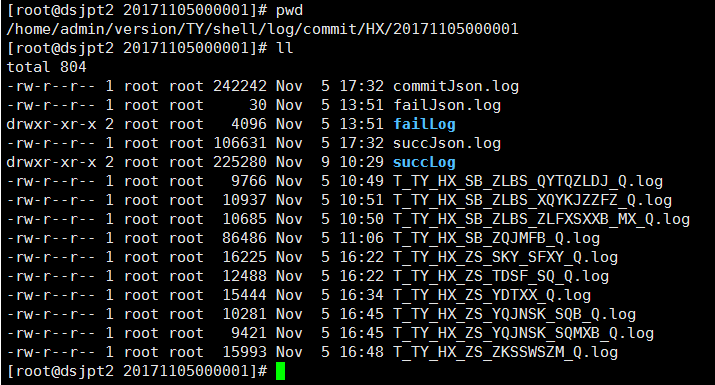 [root@dsjpt2 20171105000001]# pwd
/home/admin/version/TY/shell/log/commit/HX/20171105000001
[root@dsjpt2 20171105000001]# ll
total 804
-rw-r--r-- 1 root root 242242 Nov  5 17:32 commitJson.log
-rw-r--r-- 1 root root     30 Nov  5 13:51 failJson.log
drwxr-xr-x 2 root root   4096 Nov  5 13:51 failLog
-rw-r--r-- 1 root root 106631 Nov  5 17:32 succJson.log
drwxr-xr-x 2 root root 225280 Nov  9 10:29 succLog
-rw-r--r-- 1 root root   9766 Nov  5 10:49 T_TY_HX_SB_ZLBS_QYTQZLDJ_Q.log
-rw-r--r-- 1 root root  10937 Nov  5 10:51 T_TY_HX_SB_ZLBS_XQYKJZZFZ_Q.log
-rw-r--r-- 1 root root  10685 Nov  5 10:50 T_TY_HX_SB_ZLBS_ZLFXSXXB_MX_Q.log
-rw-r--r-- 1 root root  86486 Nov  5 11:06 T_TY_HX_SB_ZQJMFB_Q.log
-rw-r--r-- 1 root root  16225 Nov  5 16:22 T_TY_HX_ZS_SKY_SFXY_Q.log
-rw-r--r-- 1 root root  12488 Nov  5 16:22 T_TY_HX_ZS_TDSF_SQ_Q.log
-rw-r--r-- 1 root root  15444 Nov  5 16:34 T_TY_HX_ZS_YDTXX_Q.log
-rw-r--r-- 1 root root  10281 Nov  5 16:45 T_TY_HX_ZS_YQJNSK_SQB_Q.log
-rw-r--r-- 1 root root   9421 Nov  5 16:45 T_TY_HX_ZS_YQJNSK_SQMXB_Q.log
-rw-r--r-- 1 root root  15993 Nov  5 16:48 T_TY_HX_ZS_ZKSSWSZM_Q.log
[root@dsjpt2 20171105000001]#